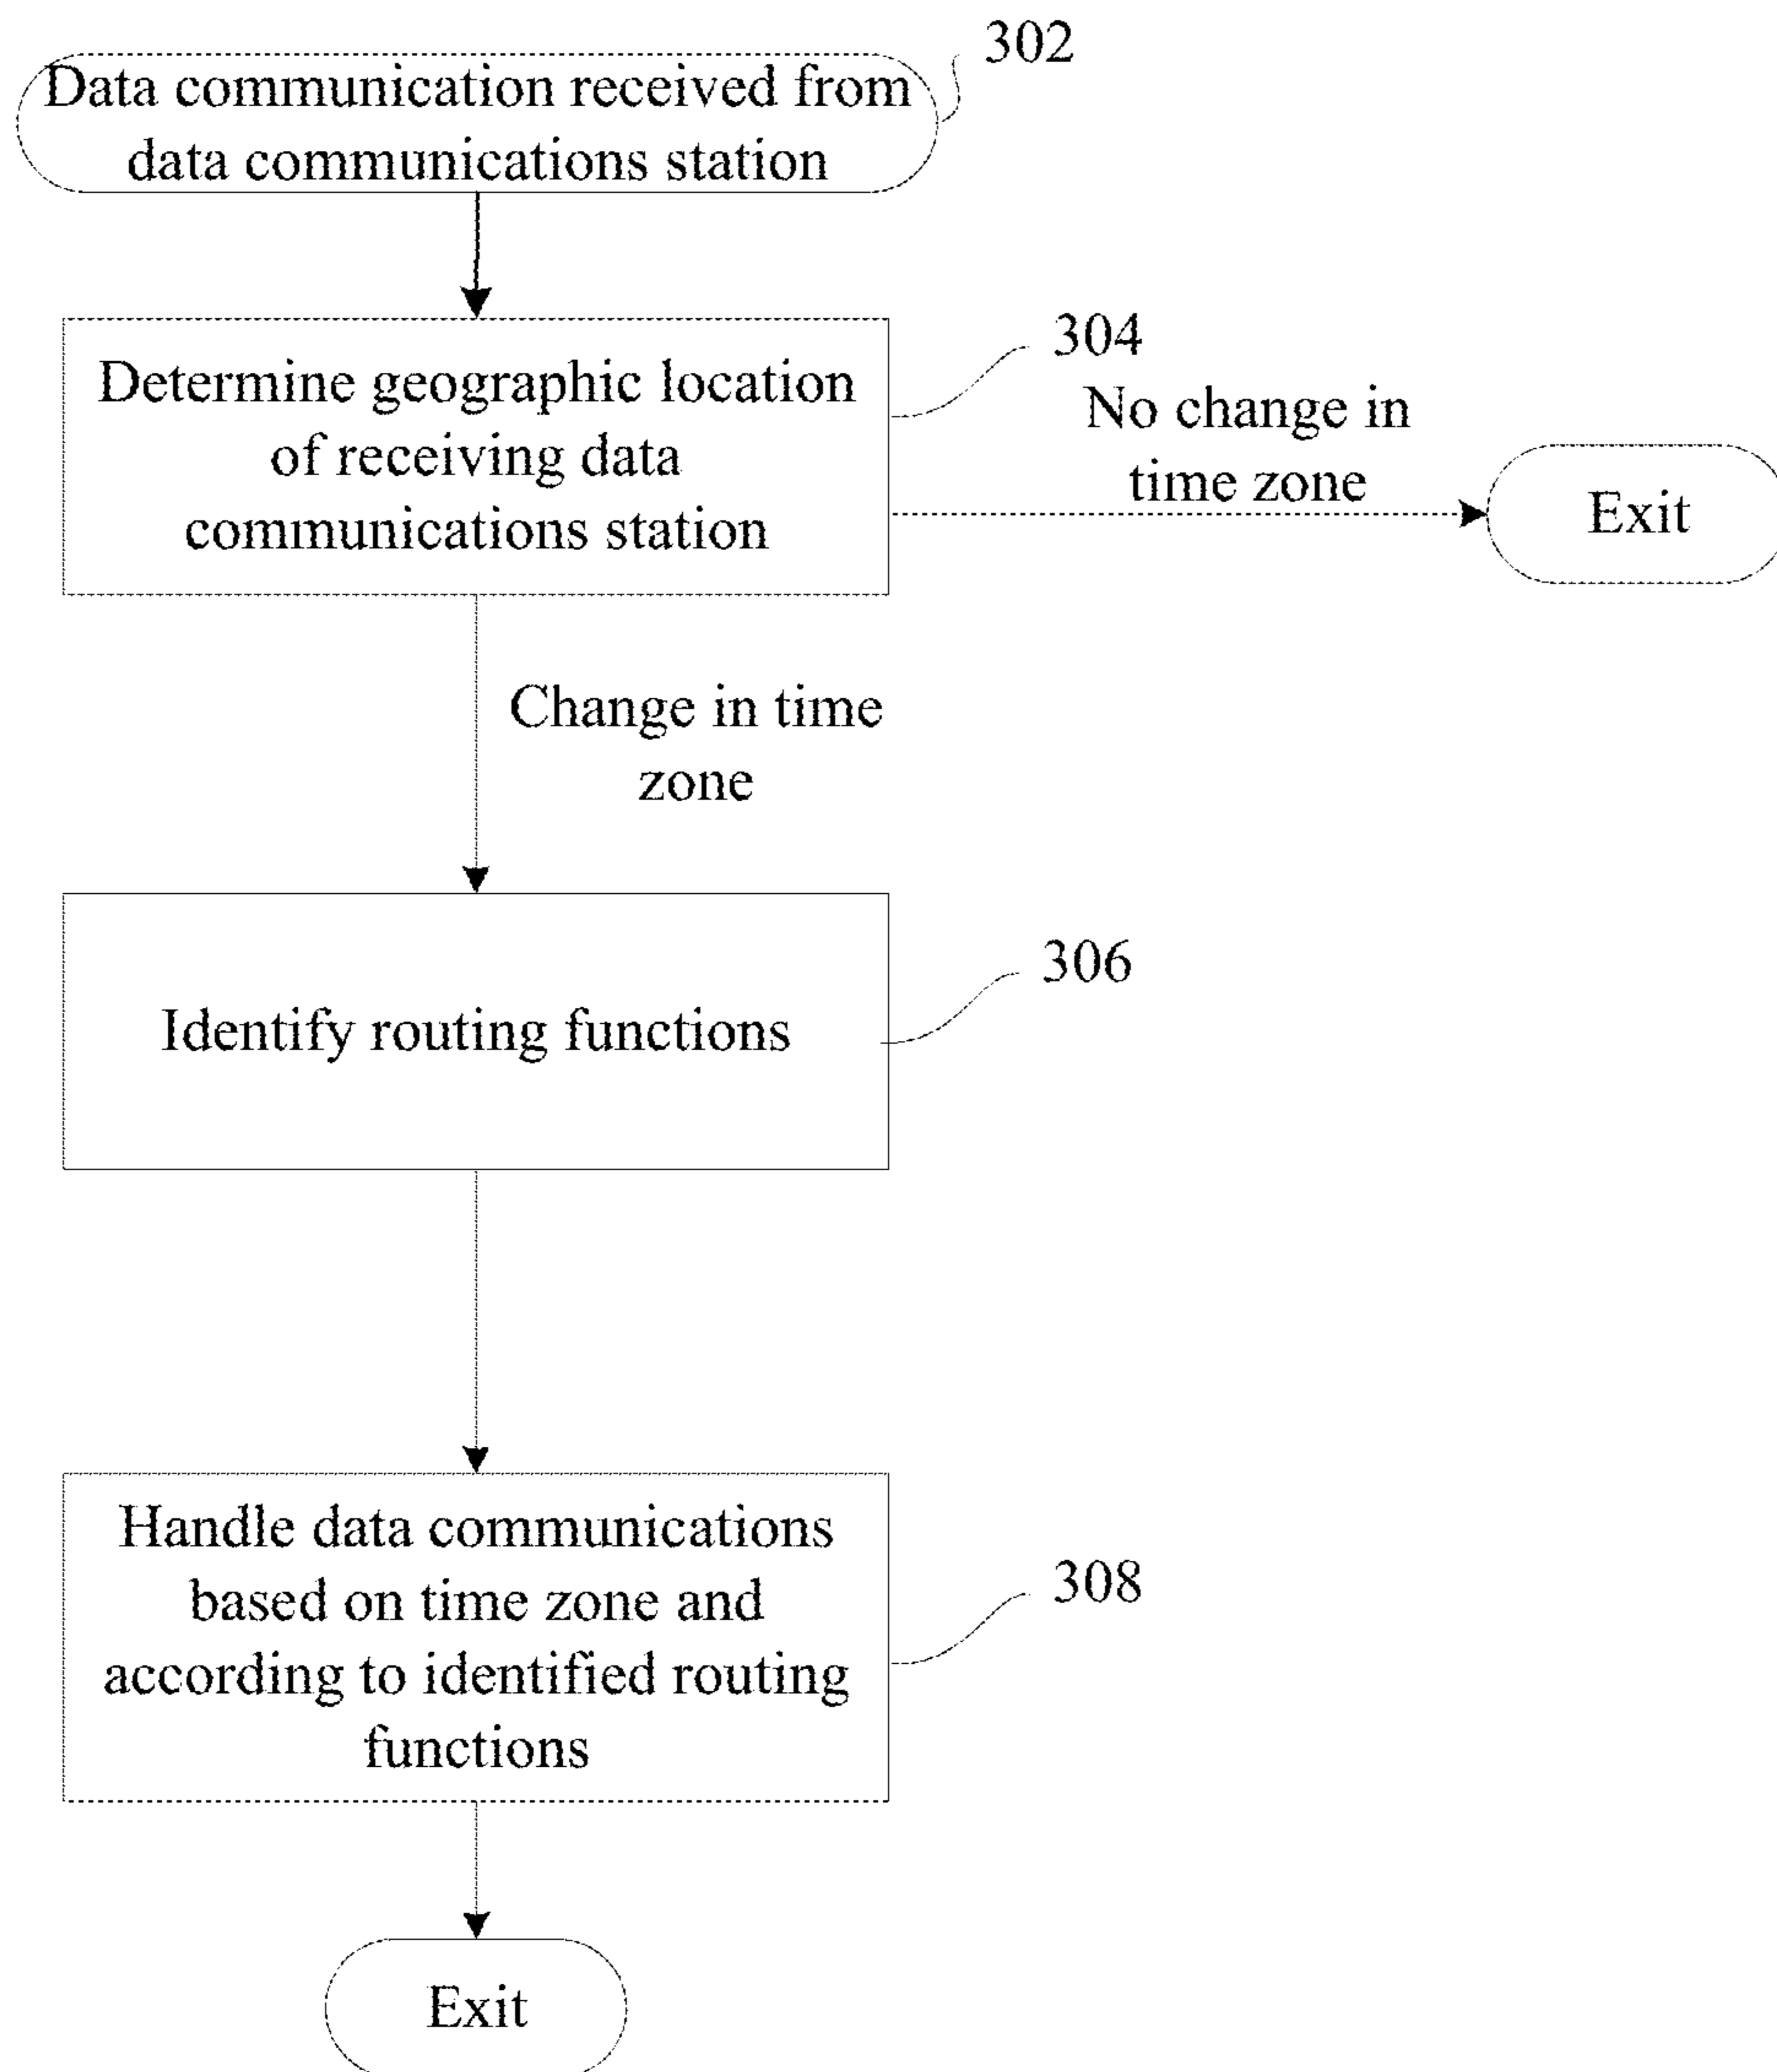 302
Data communication received from
data communications station
304
Determine geographic location
of receiving data
communications station
No change in
time zone
Exit
Change in time
zone
306
Identify routing functions
Handle data communications
based on time zone and
according to identified routing
functions
308
Exit